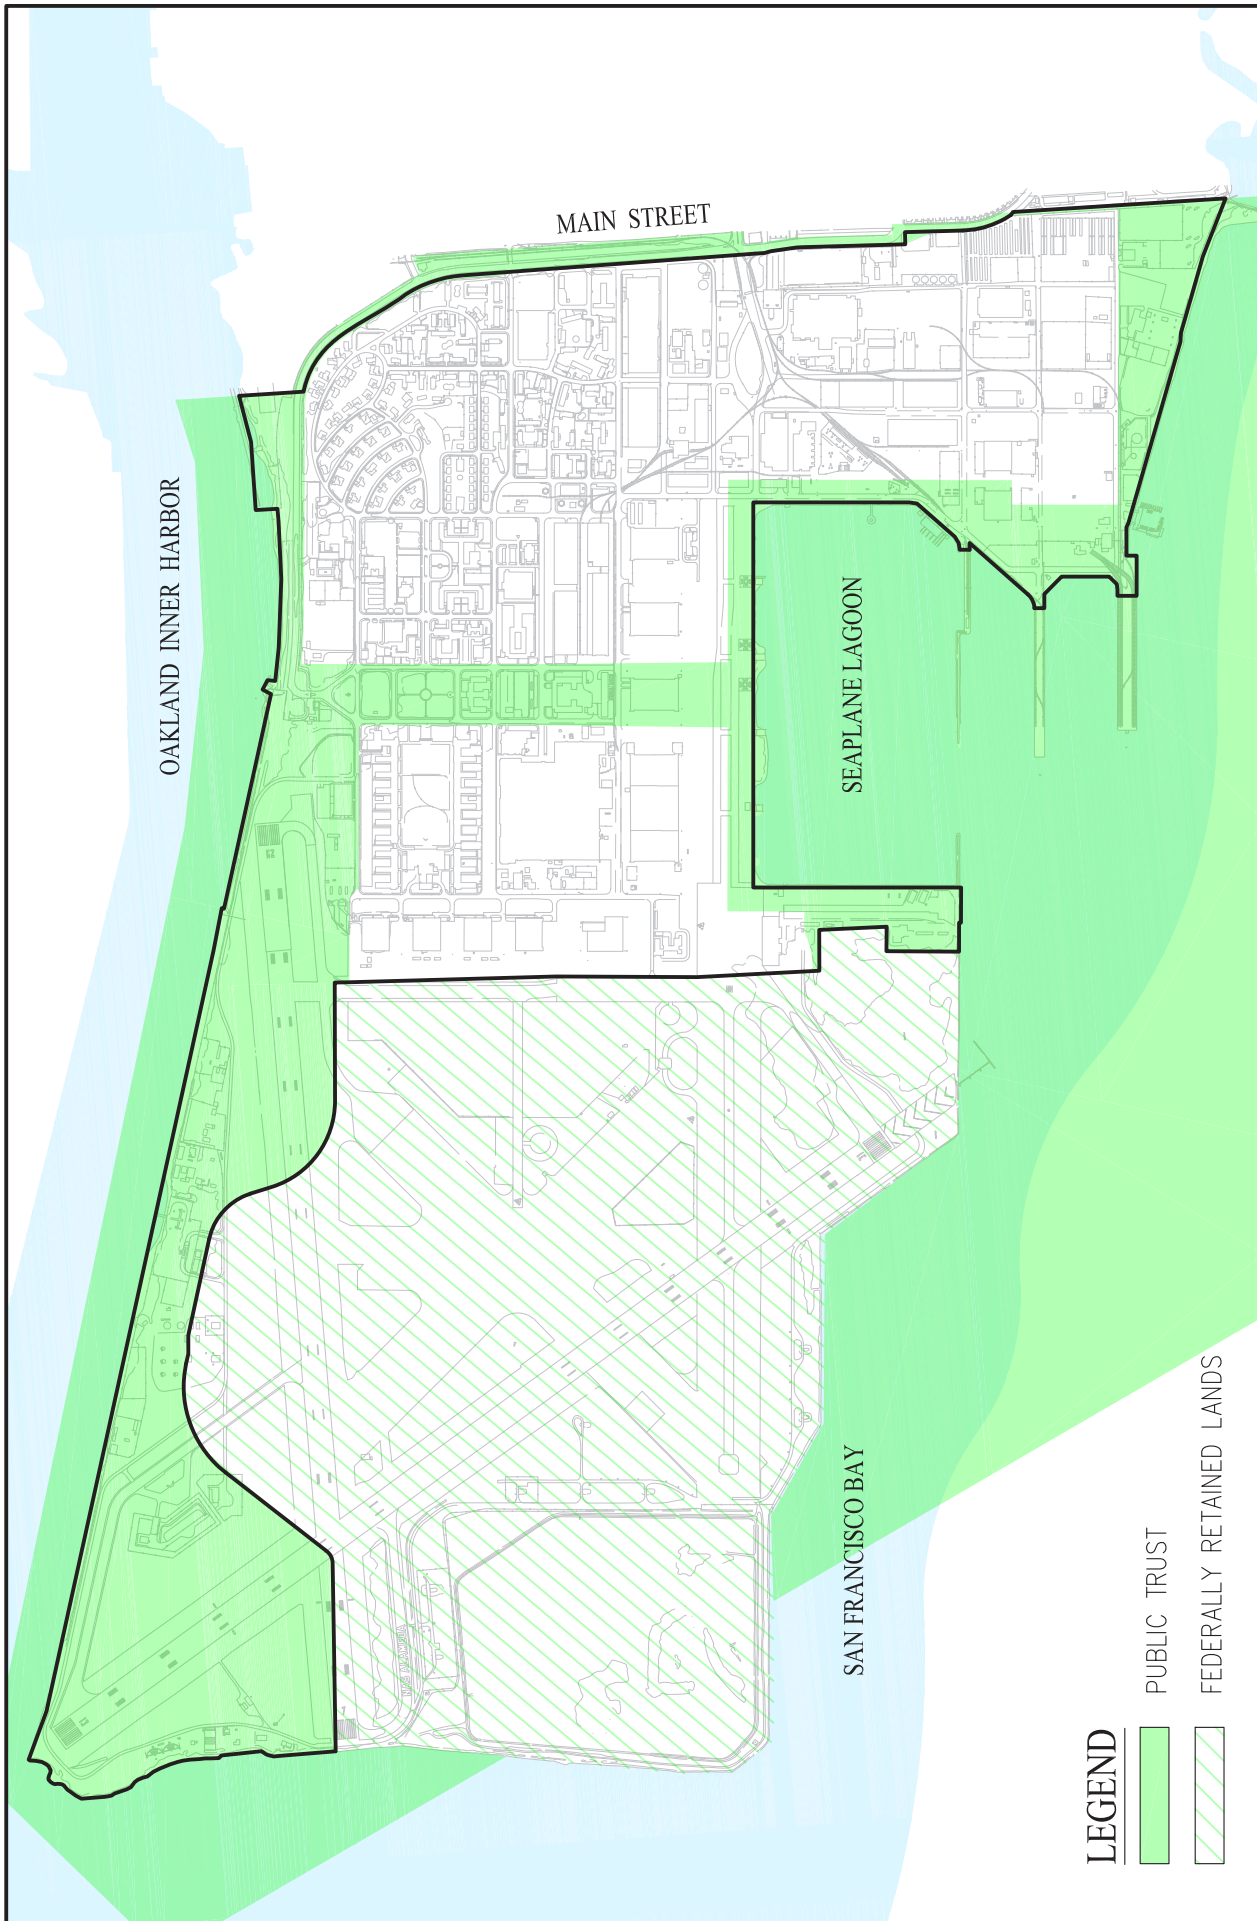 MAIN STREET
OAKLAND INNER HARBOR
SEAPLANE LAGOON
SAN FRANCISCO BAY
LEGEND
PUBLIC TRUST
FEDERALLY RETAINED LANDS